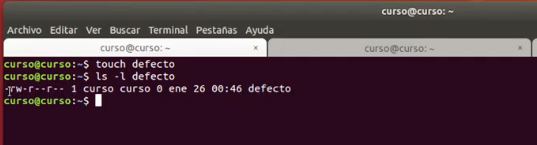 curso@curso: ~
Archivo Editar Ver Buscar Terminal Pestañas Ayuda
curso@curso: ~ × curso@curso: ~ ×
curso@curso:~$ touch defecto
curso@curso:~$ ls -l defecto
-rw-r--r-- 1 curso curso 0 ene 26 00:46 defecto
curso@curso:~$